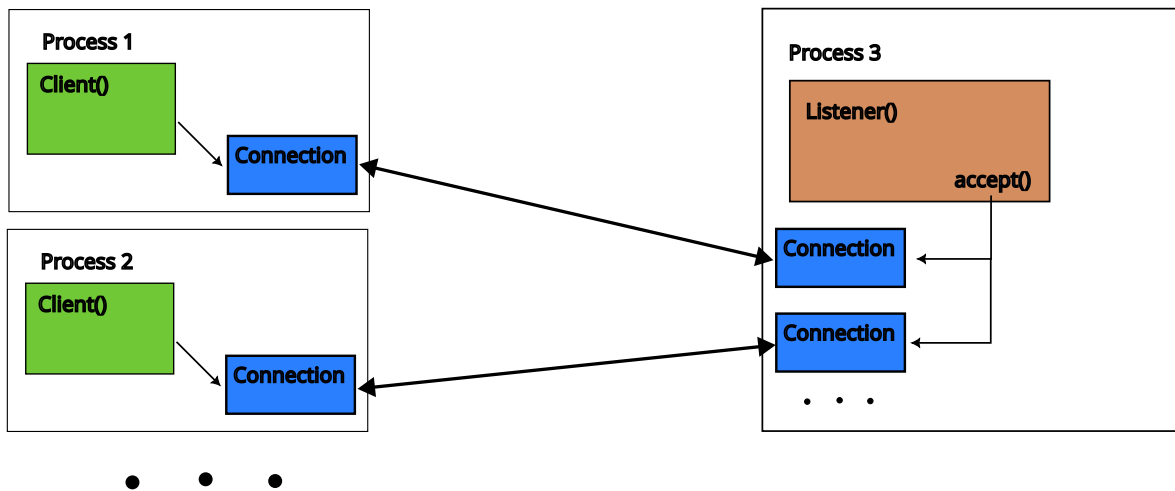 Process 1
Client()
Connection
Process 2
Client()
Connection
Process 3
Listener()
accept()
Connection
Connection